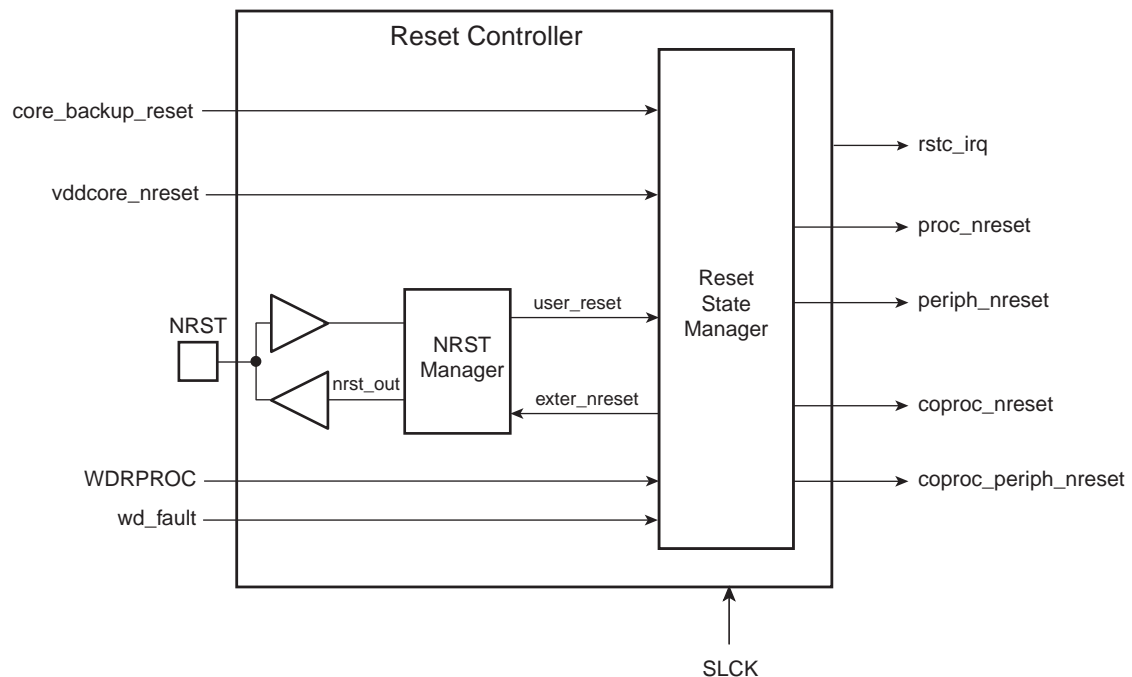 Reset Controller
core_backup_reset
rstc_irq
vddcore_nreset
proc_nreset
Reset
State
Manager
user_reset
periph_nreset
NRST
NRST
Manager
nrst_out
exter_nreset
coproc_nreset
WDRPROC
coproc_periph_nreset
wd_fault
SLCK